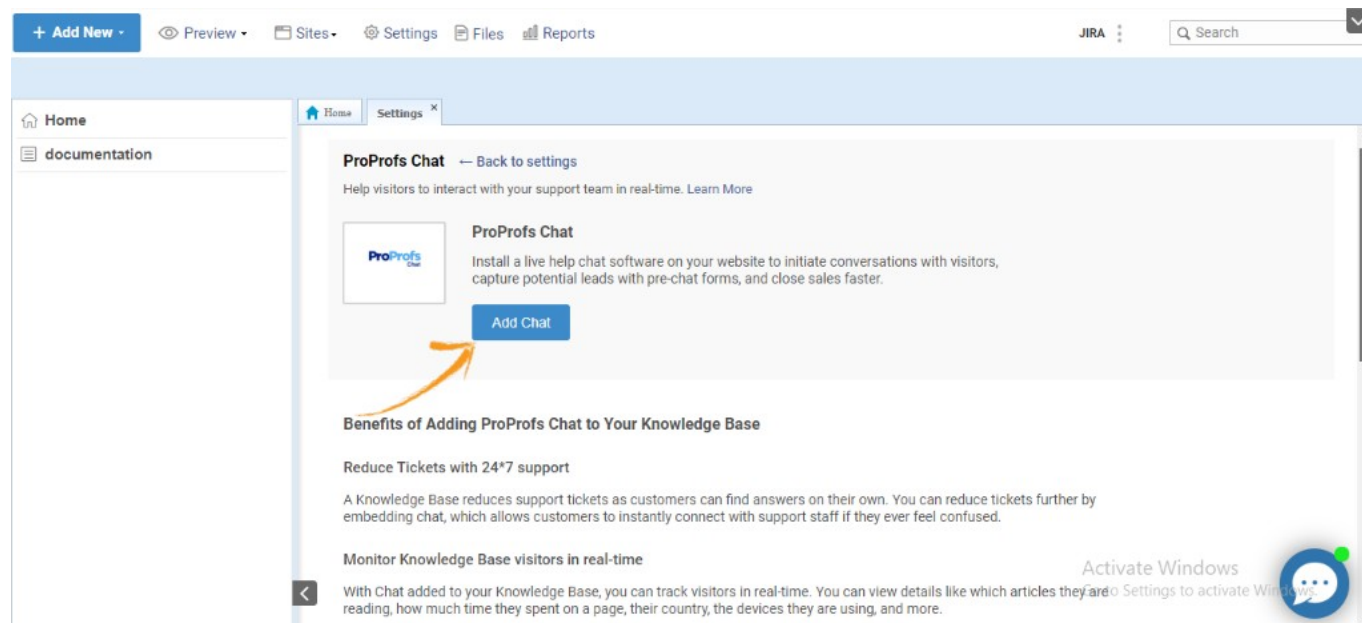 + Add New
Preview
Sites
Settings
Files
Reports
JIRA
Search
Home
documentation
Home
Settings ×
ProProfs Chat ← Back to settings
Help visitors to interact with your support team in real-time. Learn More
ProProfs
Chat
ProProfs Chat
Install a live help chat software on your website to initiate conversations with visitors,
capture potential leads with pre-chat forms, and close sales faster.
Add Chat
Benefits of Adding ProProfs Chat to Your Knowledge Base
Reduce Tickets with 24*7 support
A Knowledge Base reduces support tickets as customers can find answers on their own. You can reduce tickets further by
embedding chat, which allows customers to instantly connect with support staff if they ever feel confused.
Monitor Knowledge Base visitors in real-time
With Chat added to your Knowledge Base, you can track visitors in real-time. You can view details like which articles they are
reading, how much time they spent on a page, their country, the devices they are using, and more.
Activate Windows
to Settings to activate Windows.